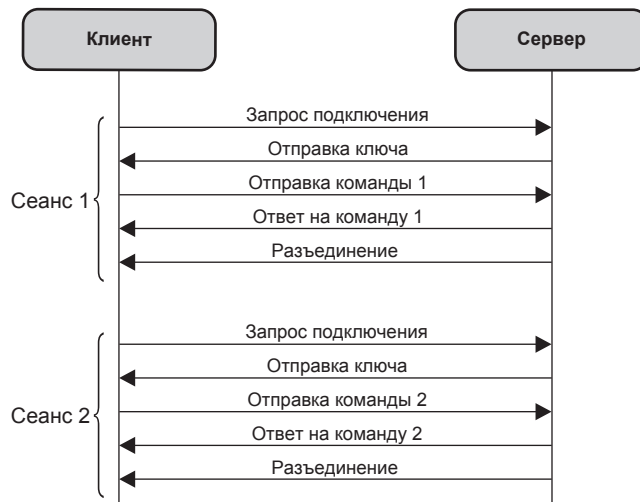 Клиент
Сервер
Запрос подключения
Отправка ключа
Отправка команды 1
Сеанс 1
Ответ на команду 1
Разъединение
Запрос подключения
Отправка ключа
Отправка команды 2
Сеанс 2
Ответ на команду 2
Разъединение